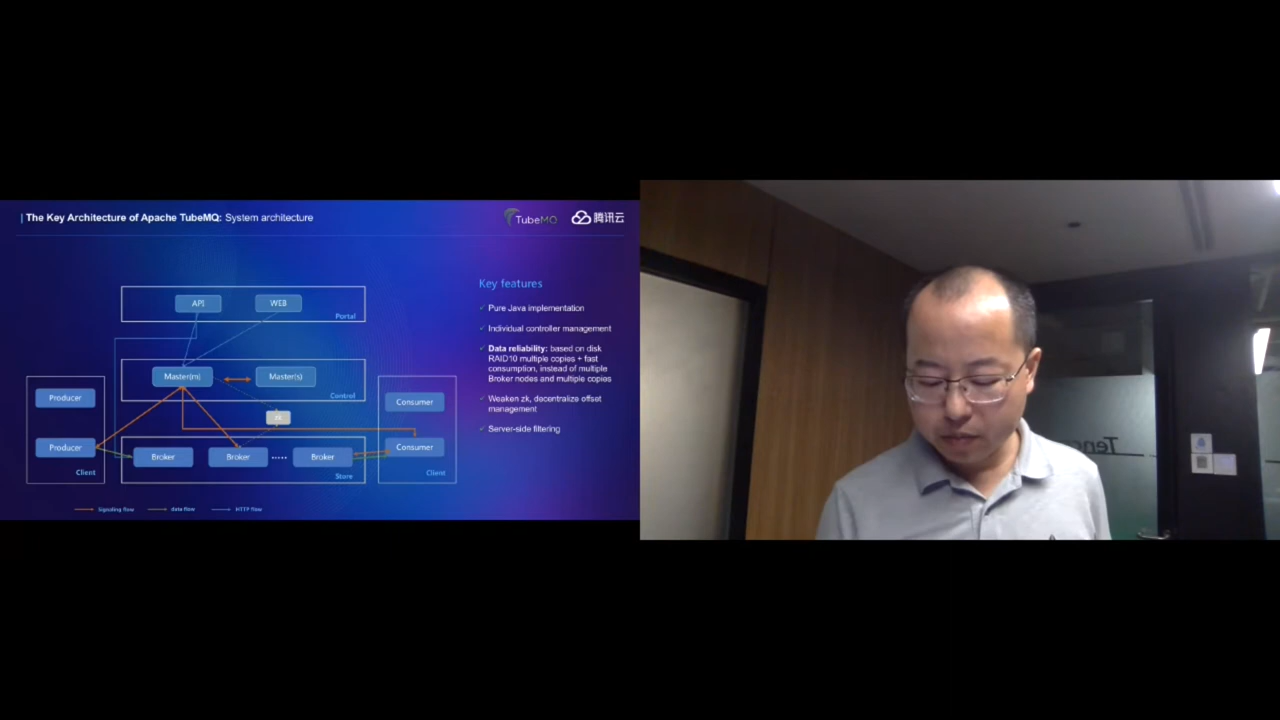 | The Key Architecture of Apache TubeMQ: System architecture
TubeMQ
腾讯云
Key features
Pure Java implementation
Individual controller management
Data reliability: based on disk
RAID10 multiple copies + fast
consumption, instead of multiple
Broker nodes and multiple copies
Weaken zk, decentralize offset
management
Server-side filtering
API
WEB
Portal
Master(m)
Master(s)
Control
Producer
Producer
Client
Broker
Broker
Broker
Store
Consumer
Consumer
Client
Signaling flow
data flow
HTTP flow